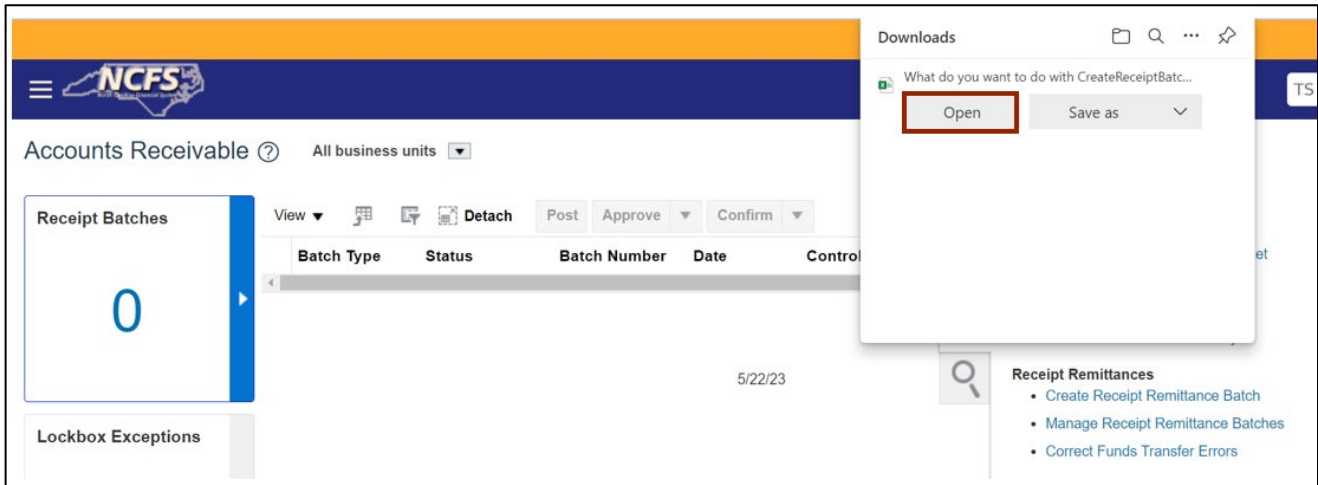 Downloads
What do you want to do with CreateReceiptBatc...
Open Save as
NCFS
TS
Accounts Receivable All business units
Receipt Batches
0
View Detach Post Approve Confirm
Batch Type Status Batch Number Date Control
et
5/22/23
Receipt Remittances
• Create Receipt Remittance Batch
• Manage Receipt Remittance Batches
• Correct Funds Transfer Errors
Lockbox Exceptions